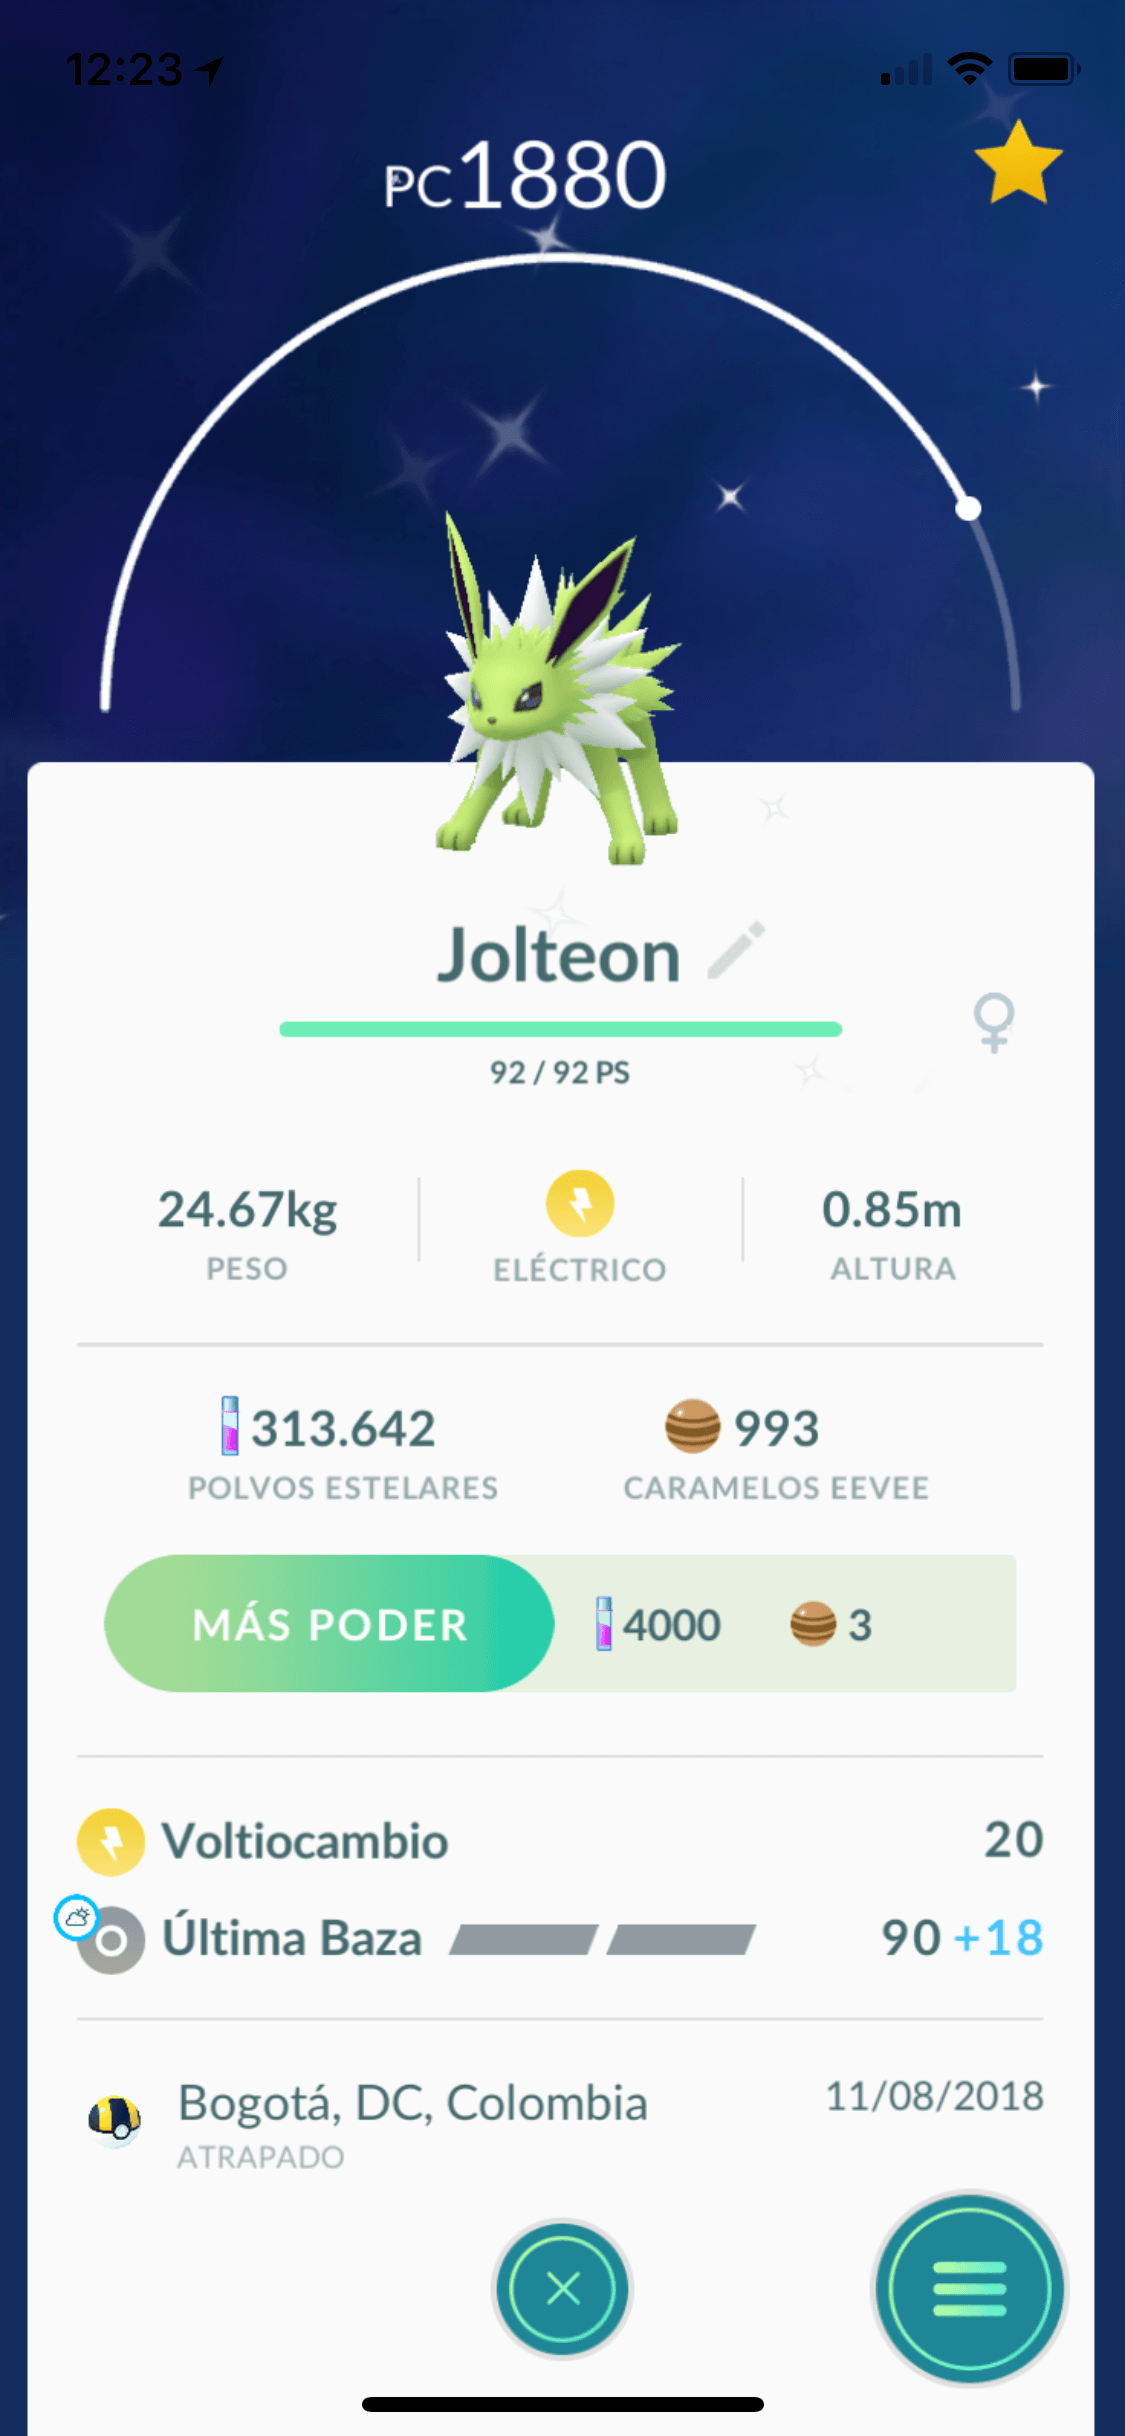 12:23
PC1880
Jolteon
92 / 92 PS
24.67kg
PESO
ELÉCTRICO
0.85m
ALTURA
313.642
POLVOS ESTELARES
993
CARAMELOS EEVEE
MÁS PODER
4000
3
Voltiocambio 20
Última Baza 90 +18
Bogotá, DC, Colombia 11/08/2018
ATRAPADO